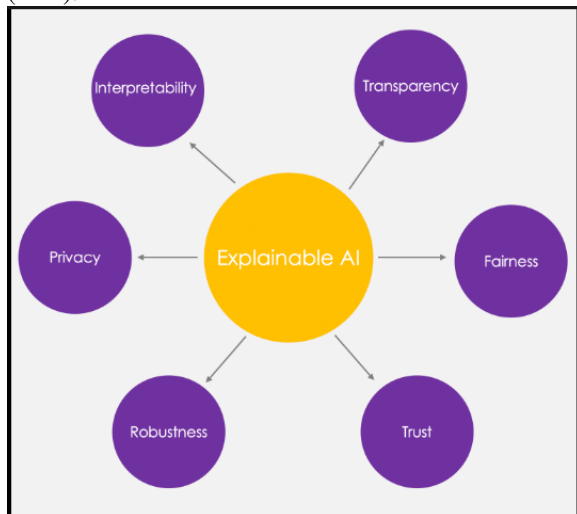 Interpretability
Transparency
Privacy
Explainable AI
Fairness
Robustness
Trust